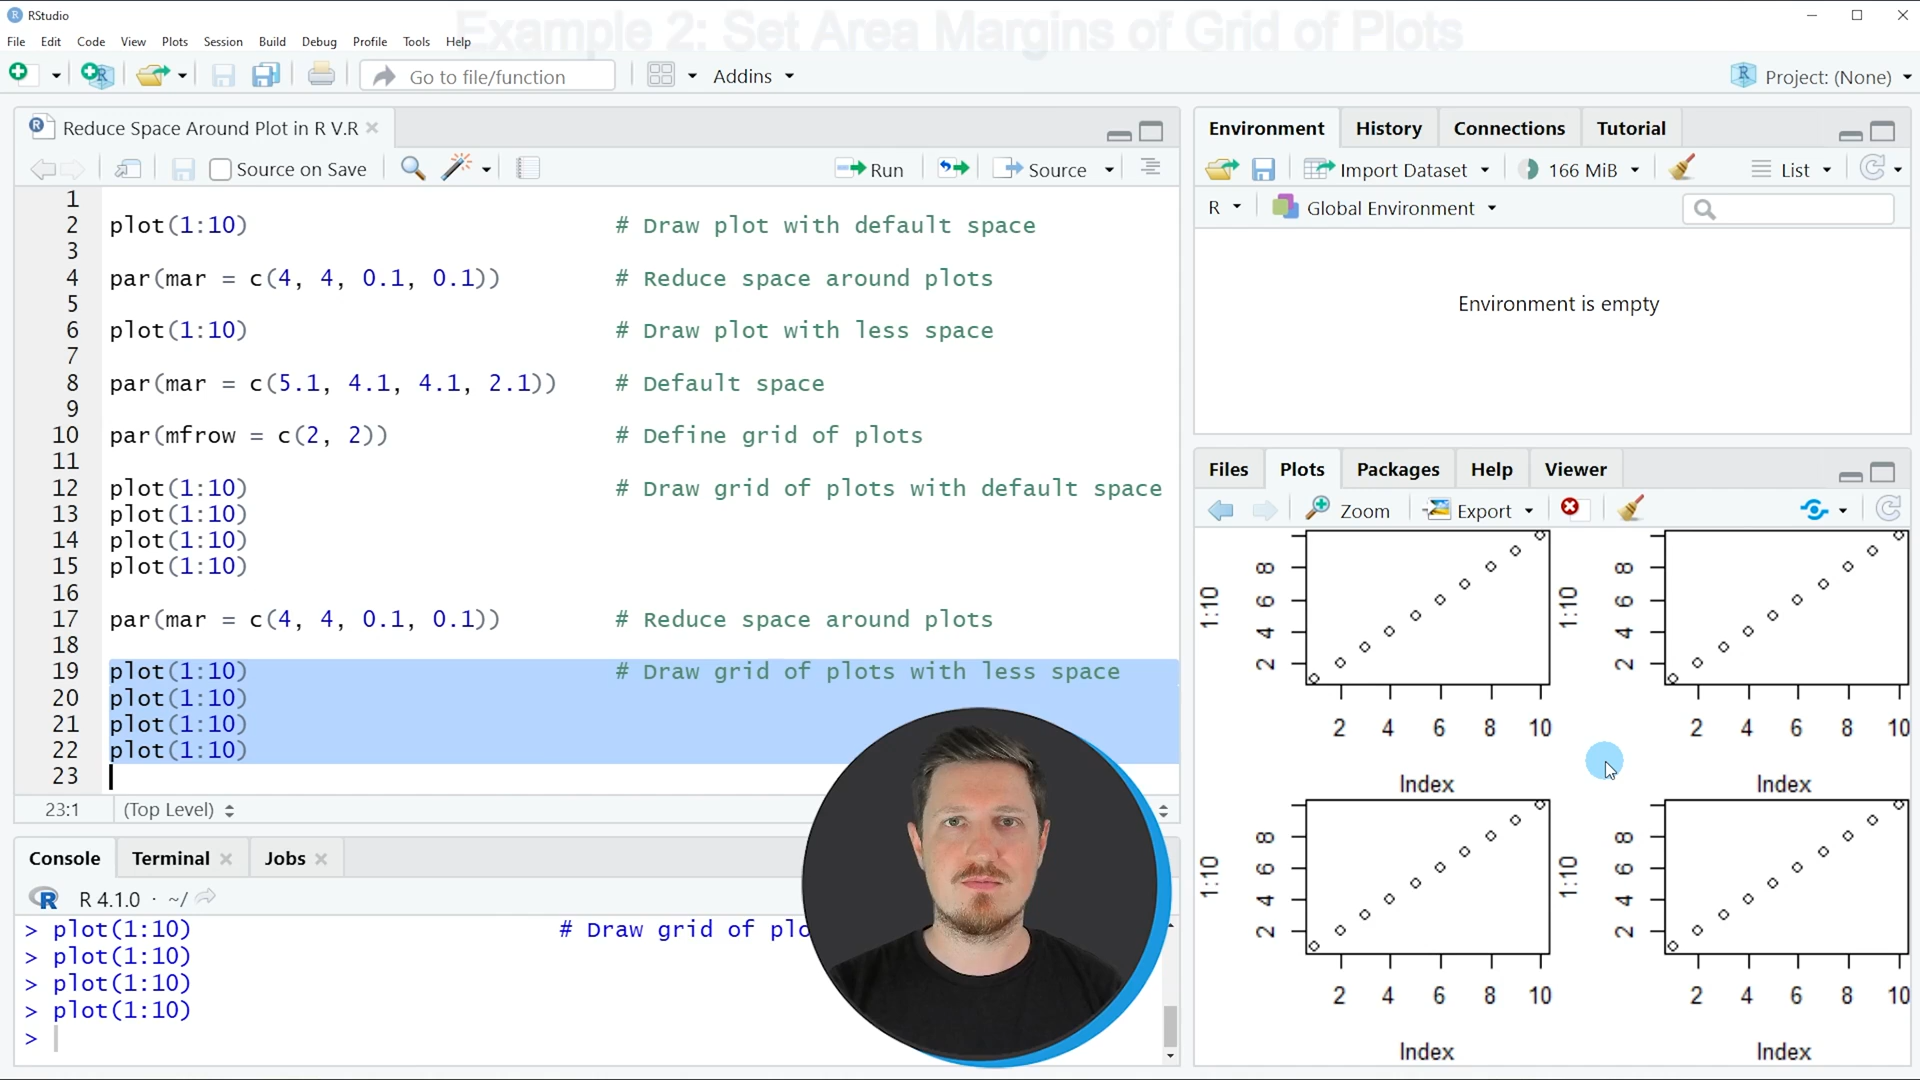 RStudio
Example 2: Set Area Margins of Grid of Plots
File Edit Code View Plots Session Build Debug Profile Tools Help
Go to file/function
Addins
Project: (None)
Reduce Space Around Plot in R V.R
Source on Save
Run
Source
1
2 plot(1:10) # Draw plot with default space
3
4 par(mar = c(4, 4, 0.1, 0.1)) # Reduce space around plots
5
6 plot(1:10) # Draw plot with less space
7
8 par(mar = c(5.1, 4.1, 4.1, 2.1)) # Default space
9
10 par(mfrow = c(2, 2)) # Define grid of plots
11
12 plot(1:10) # Draw grid of plots with default space
13 plot(1:10)
14 plot(1:10)
15 plot(1:10)
16
17 par(mar = c(4, 4, 0.1, 0.1)) # Reduce space around plots
18
19 plot(1:10) # Draw grid of plots with less space
20 plot(1:10)
21 plot(1:10)
22 plot(1:10)
23
23:1 (Top Level)
Console Terminal Jobs
R 4.1.0 · ~/
> plot(1:10) # Draw grid of plo
> plot(1:10)
> plot(1:10)
> plot(1:10)
>
Environment History Connections Tutorial
Import Dataset 166 MiB List
R Global Environment
Environment is empty
Files Plots Packages Help Viewer
Zoom Export
1:10
8
6
4
2
2 4 6 8 10
Index
1:10
8
6
4
2
2 4 6 8 10
Index
1:10
8
6
4
2
2 4 6 8 10
Index
1:10
8
6
4
2
2 4 6 8 10
Index